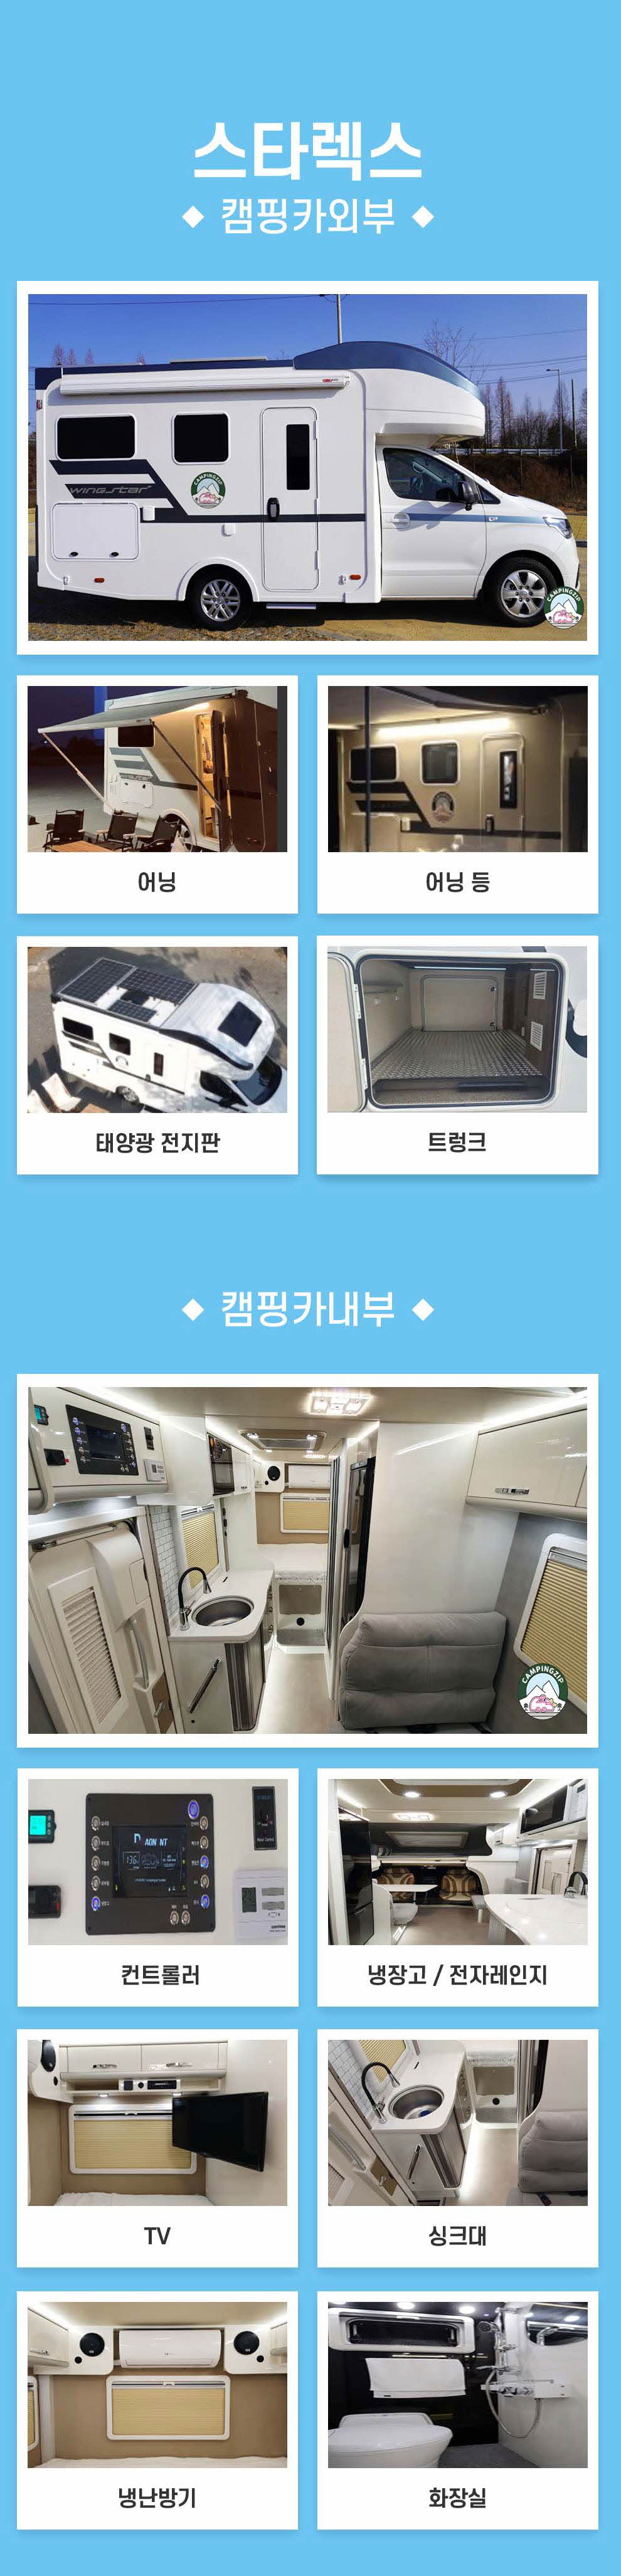 스타렉스
◆ 캠핑카외부 ◆
wingstar
CAMPINGZIP
어닝
어닝 등
태양광 전지판
트렁크
◆ 캠핑카내부 ◆
CAMPINGZIP
컨트롤러
냉장고 / 전자레인지
TV
싱크대
냉난방기
화장실